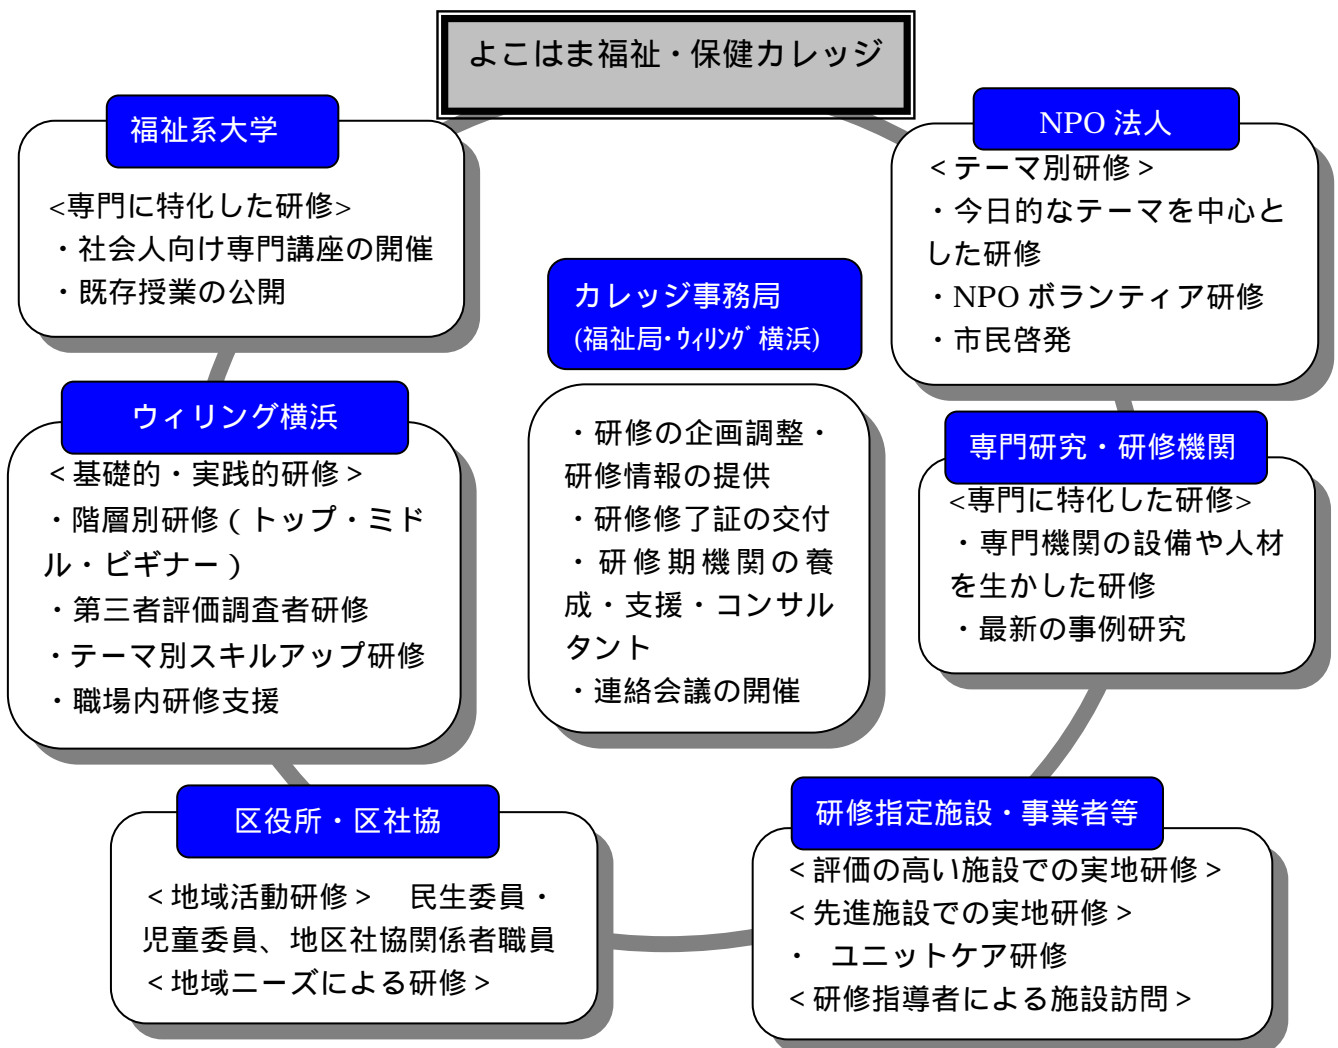 よこはま福祉・保健カレッジ
福祉系大学
<専門に特化した研修>
・社会人向け専門講座の開催
・既存授業の公開
NPO 法人
＜テーマ別研修＞
・今日的なテーマを中心と
した研修
・NPO ボランティア研修
・市民啓発
カレッジ事務局
(福祉局・ウィリング横浜)
・研修の企画調整・
研修情報の提供
・研修修了証の交付
・研修期機関の養
成・支援・コンサル
タント
・連絡会議の開催
ウィリング横浜
＜基礎的・実践的研修＞
・階層別研修（トップ・ミド
ル・ビギナー）
・第三者評価調査者研修
・テーマ別スキルアップ研修
・職場内研修支援
専門研究・研修機関
<専門に特化した研修>
・専門機関の設備や人材
を生かした研修
・最新の事例研究
区役所・区社協
＜地域活動研修＞　民生委員・
児童委員、地区社協関係者職員
＜地域ニーズによる研修＞
研修指定施設・事業者等
＜評価の高い施設での実地研修＞
＜先進施設での実地研修＞
・　ユニットケア研修
＜研修指導者による施設訪問＞